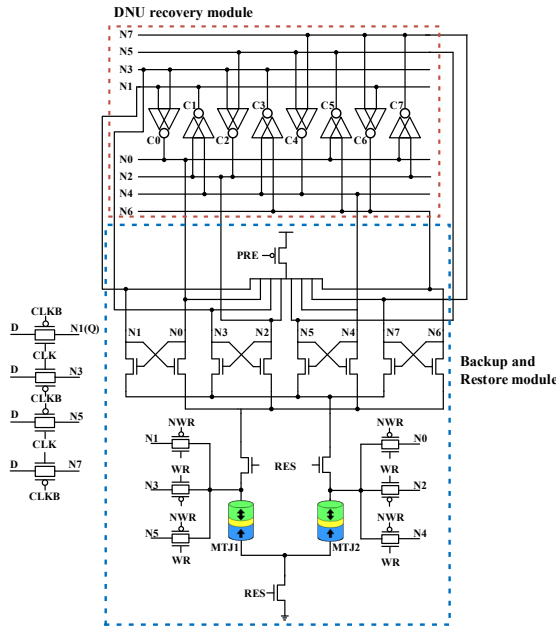 DNU recovery module
N7
N5
N3
N1
C1 C3 C5 C7
C0 C2 C4 C6
N0
N2
N4
N6
PRE
N1 N0 N3 N2 N5 N4 N7 N6
Backup and
Restore module
CLKB
D N1(Q)
CLK
D N3
CLKB
D N5
CLK
D N7
CLKB
NWR
N1
WR
N3
NWR
N5
WR
RES
NWR
N0
WR
N2
NWR
N4
WR
MTJ1 MTJ2
RES